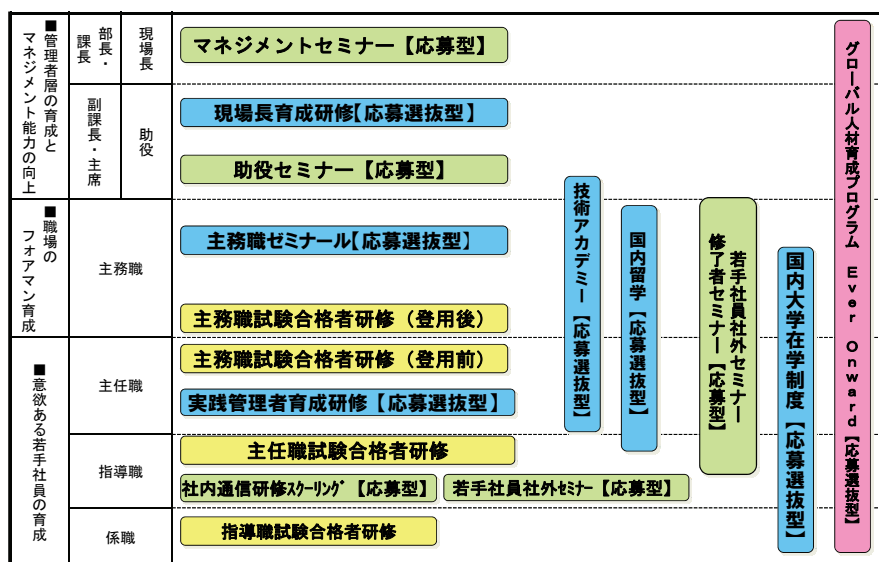 ■管理者層の育成と
マネジメント能力の向上
部長・
課長
現場長
マネジメントセミナー【応募型】
副課長・主席
助役
現場長育成研修【応募選抜型】
助役セミナー【応募型】
■職場の
フォアマン育成
主務職
主務職ゼミナール【応募選抜型】
主務職試験合格者研修（登用後）
■意欲ある若手社員の育成
主任職
主務職試験合格者研修（登用前）
実践管理者育成研修【応募選抜型】
指導職
主任職試験合格者研修
社内通信研修スクーリング【応募型】
若手社員社外セミナー【応募型】
係職
指導職試験合格者研修
技術アカデミー【応募選抜型】
国内留学【応募選抜型】
若手社員社外セミナー
修了者セミナー【応募型】
国内大学在学制度【応募選抜型】
グローバル人材育成プログラム Ever Onward【応募選抜型】